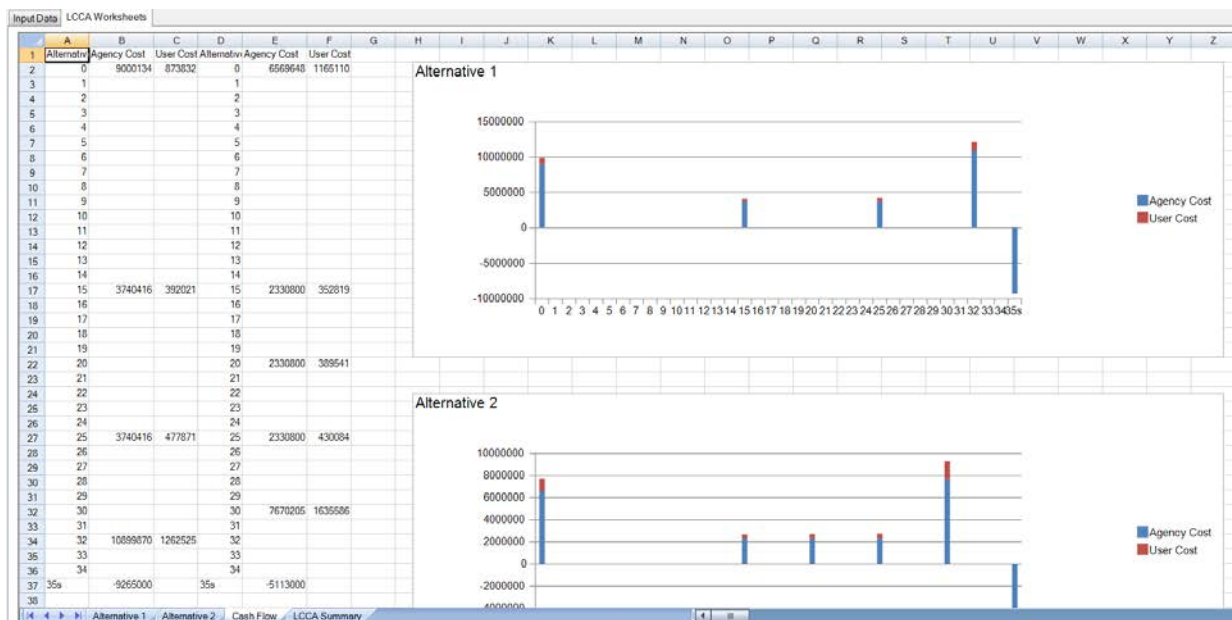 Input Data LCCA Worksheets
A B C D E F G H I J K L M N O P Q R S T U V W X Y Z
1 Alternativ Agency Cost User Cost Alternativ Agency Cost User Cost
2 0 9000134 873832 0 6569648 1165110
3 1 1
4 2 2
5 3 3
6 4 4
7 5 5
8 6 6
9 7 7
10 8 8
11 9 9
12 10 10
13 11 11
14 12 12
15 13 13
16 14 14
17 15 3740416 392021 15 2330800 352819
18 16 16
19 17 17
20 18 18
21 19 19
22 20 20 2330800 389541
23 21 21
24 22 22
25 23 23
26 24 24
27 25 3740416 477871 25 2330800 430084
28 26 26
29 27 27
30 28 28
31 29 29
32 30 30 7670205 1635586
33 31 31
34 32 10899870 1262525 32
35 33 33
36 34 34
37 35s -9265000 35s -5113000
38
Alternative 1
15000000
10000000
5000000
0
-5000000
-10000000
0 1 2 3 4 5 6 7 8 9 10 11 12 13 14 15 16 17 18 19 20 21 22 23 24 25 26 27 28 29 30 31 32 33 34 35s
Agency Cost
User Cost
Alternative 2
10000000
8000000
6000000
4000000
2000000
0
-2000000
-4000000
Agency Cost
User Cost
Alternative 1 Alternative 2 Cash Flow LCCA Summary